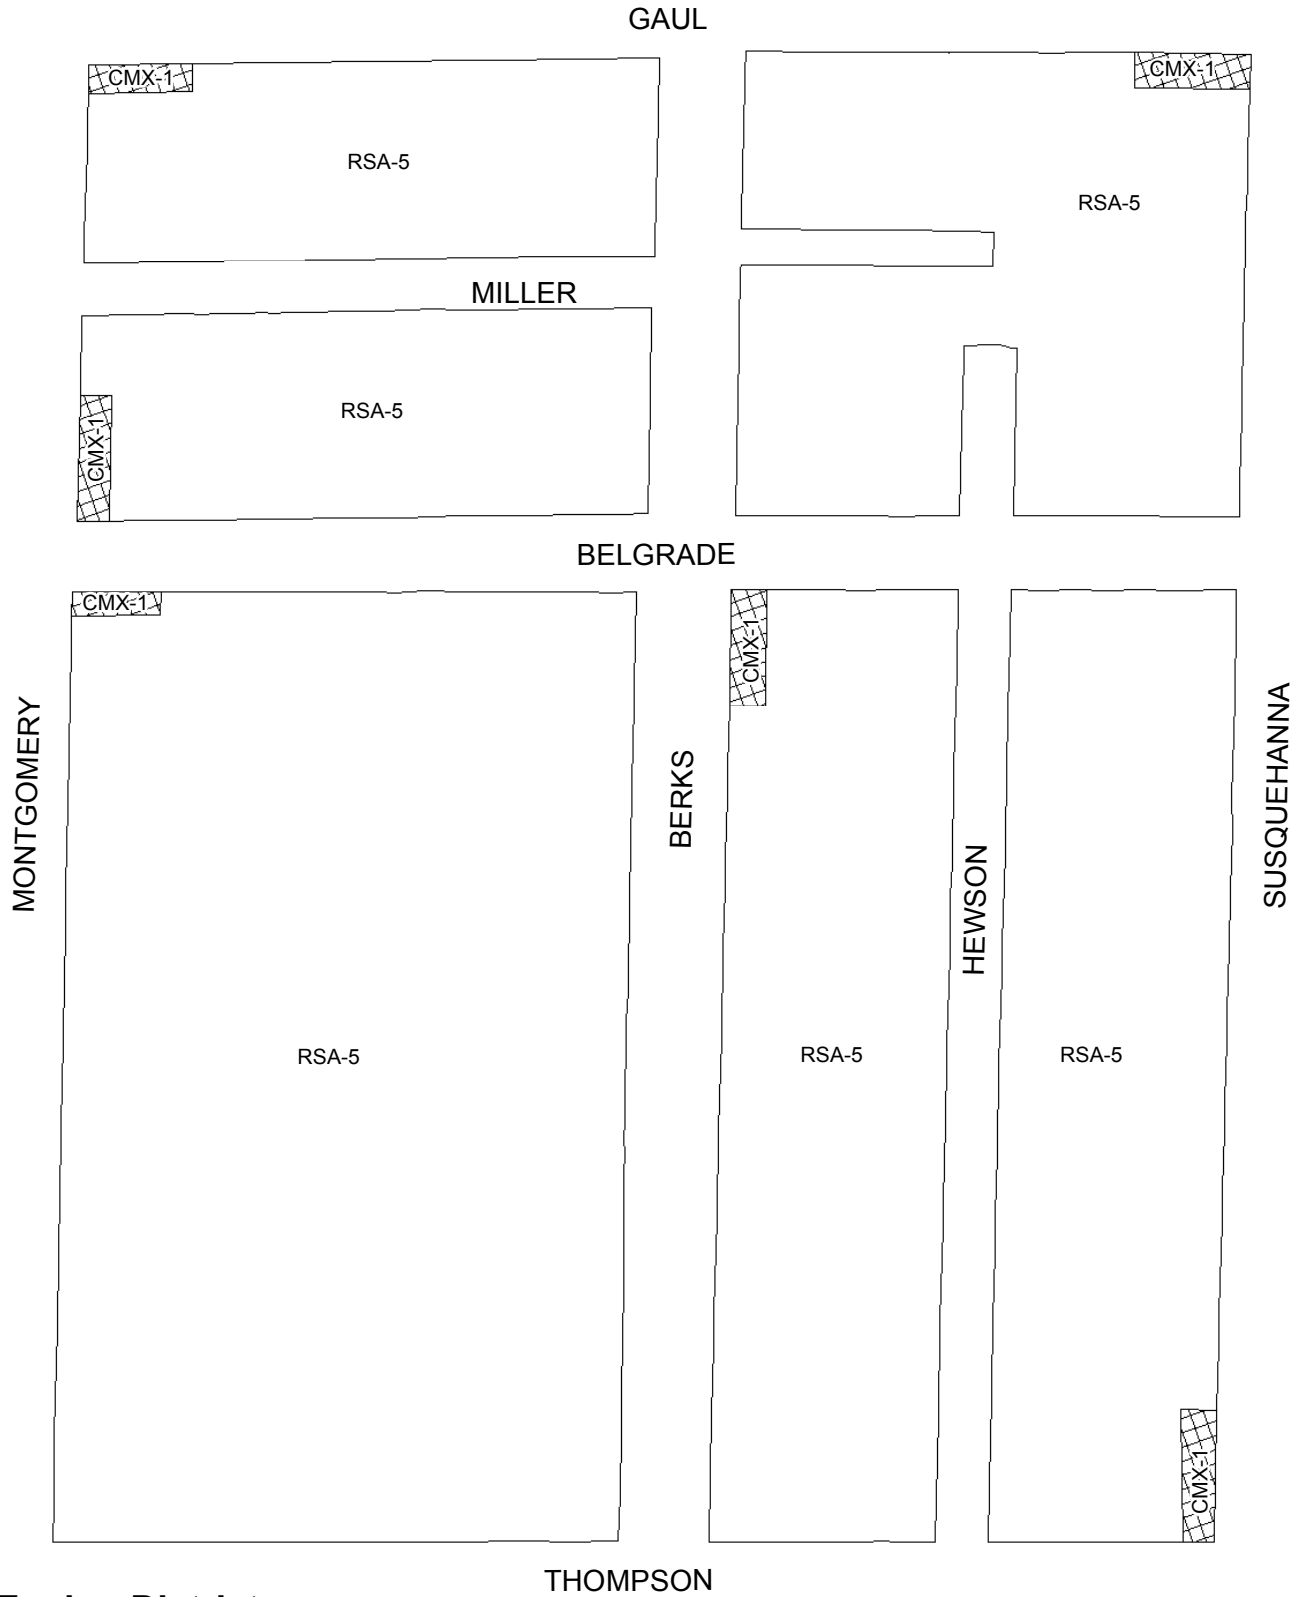 GAUL
CMX-1
CMX-1
RSA-5
RSA-5
MILLER
RSA-5
CMX-1
BELGRADE
CMX-1
CMX-1
MONTGOMERY
BERKS
HEWSON
SUSQUEHANNA
RSA-5
RSA-5
RSA-5
CMX-1
THOMPSON